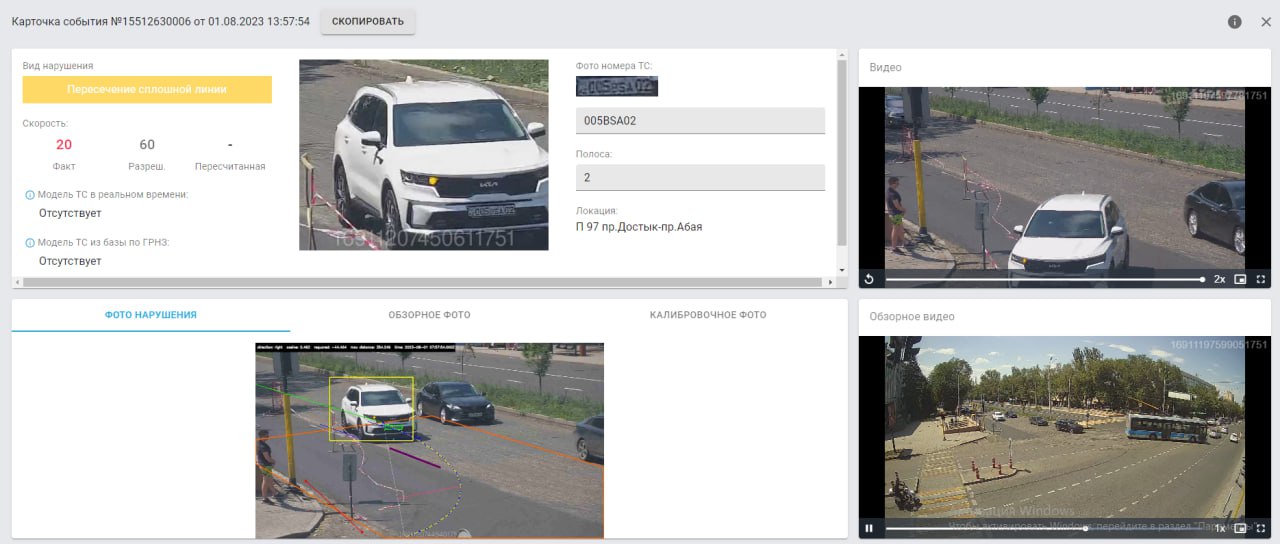 Карточка события №15512630006 от 01.08.2023 13:57:54
СКОПИРОВАТЬ
Вид нарушения
Пересечение сплошной линии
Скорость:
20
60
-
Факт
Разреш.
Пересчитанная
Модель ТС в реальном времени:
Отсутствует
Модель ТС из базы по ГРНЗ:
Отсутствует
KIA
005BSA02
16911207450611751
Фото номера ТС:
005BSA02
005BSA02
Полоса:
2
Локация:
П 97 пр.Достык-пр.Абая
Видео
2x
ФОТО НАРУШЕНИЯ
ОБЗОРНОЕ ФОТО
КАЛИБРОВОЧНОЕ ФОТО
Обзорное видео
16911197599051751
Активация Windows
Чтобы активировать Windows, перейдите в раздел "Параметры"
1x